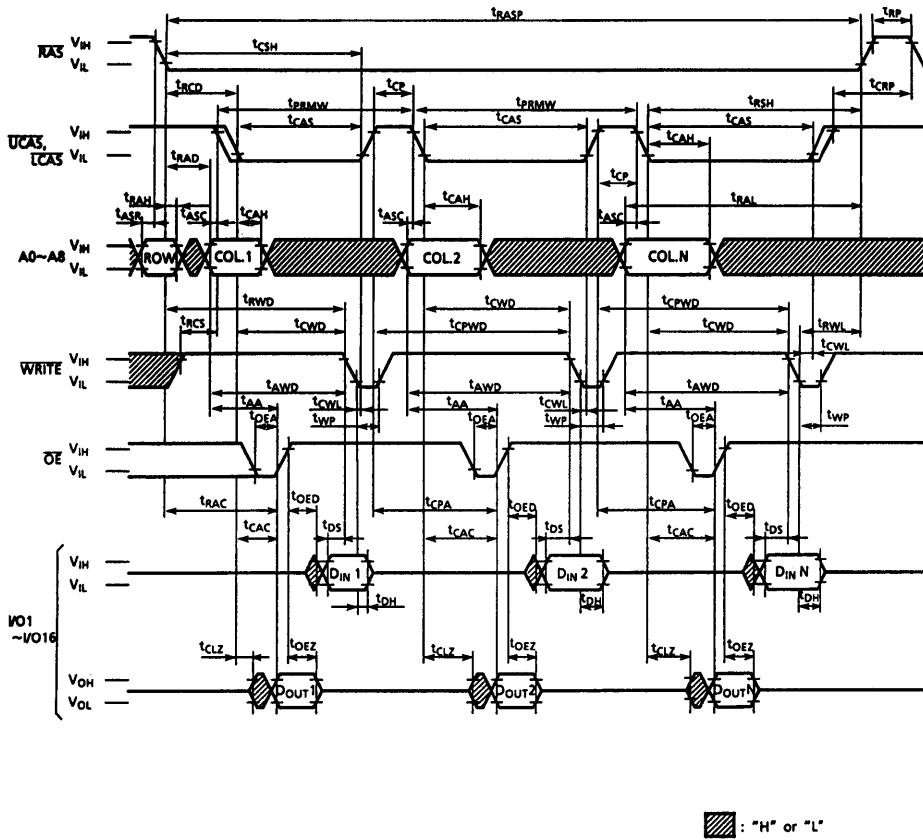 tRASP
tRP
RAS
VIH
VIL
tCSH
tRCD
tPRMW
tCP
tPRMW
tRSH
tCRP
UCAS,
LCAS
VIH
VIL
tCAS
tCAS
tCAS
tRAD
tCAH
tRAH
tASR
tASC
tCAH
tASC
tCAH
tCP
tASC
tRAL
A0~A8
VIH
VIL
ROW
COL.1
COL.2
COL.N
tRWD
tCWD
tCPWD
tRCS
tCWD
tCPWD
tCWD
tRWL
WRITE
VIH
VIL
tCWL
tAWD
tAWD
tAWD
tAA
tCWL
tAA
tCWL
tAA
tOEA
tWP
tOEA
tWP
tOEA
tWP
OE
VIH
VIL
tRAC
tOED
tCPA
tOED
tCPA
tOED
tCAC
tDS
tCAC
tDS
tCAC
tDS
VIH
VIL
DIN 1
DIN 2
DIN N
tDH
tDH
tDH
I/O1
~I/O16
tCLZ
tOEZ
tCLZ
tOEZ
tCLZ
tOEZ
VOH
VOL
DOUT1
DOUT2
DOUTN
: "H" or "L"